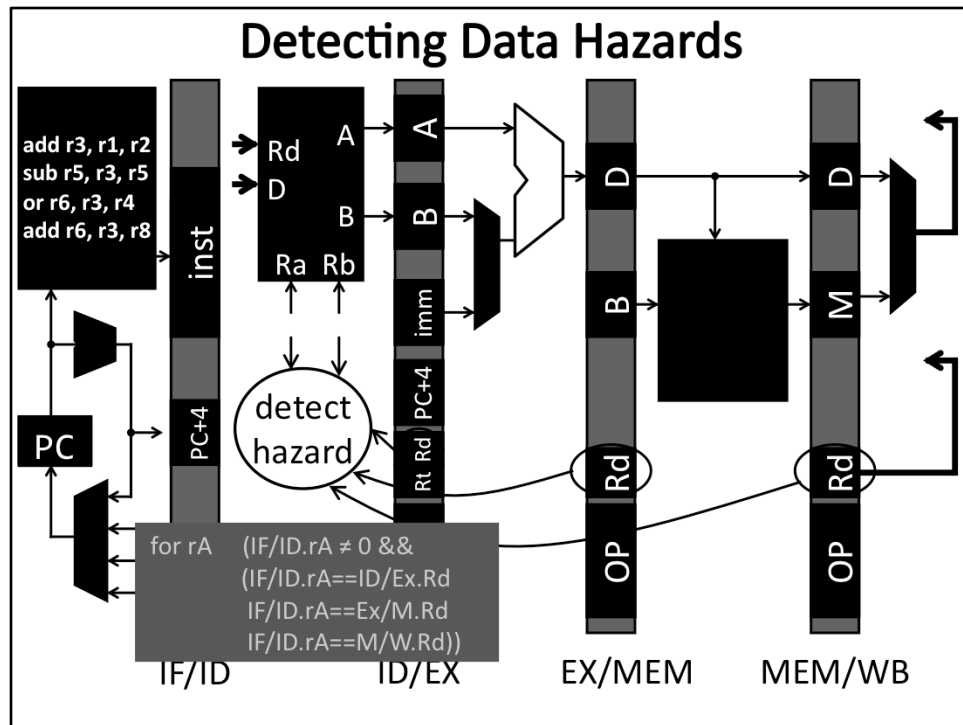 Detecting Data Hazards
add r3, r1, r2
sub r5, r3, r5
or r6, r3, r4
add r6, r3, r8
inst
PC+4
PC
Rd
D
A
B
Ra Rb
detect
hazard
A
B
imm
PC+4
Rt Rd
D
B
Rd
OP
D
M
Rd
OP
for rA (IF/ID.rA ≠ 0 &&
(IF/ID.rA==ID/Ex.Rd
IF/ID.rA==Ex/M.Rd
IF/ID.rA==M/W.Rd))
IF/ID
ID/EX
EX/MEM
MEM/WB